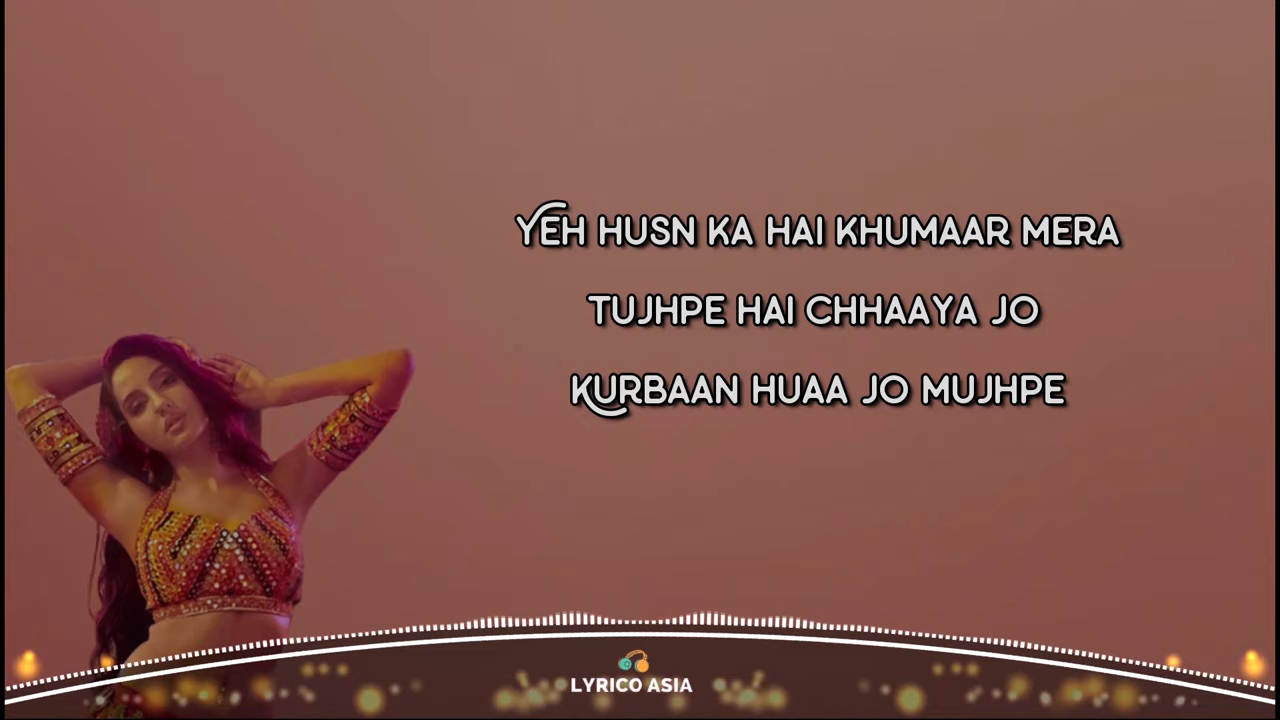 YEH HUSN KA HAI KHUMAAR MERA
TUJHPE HAI CHHAAYA JO
KURBAAN HUAA JO MUJHPE
LYRICO ASIA